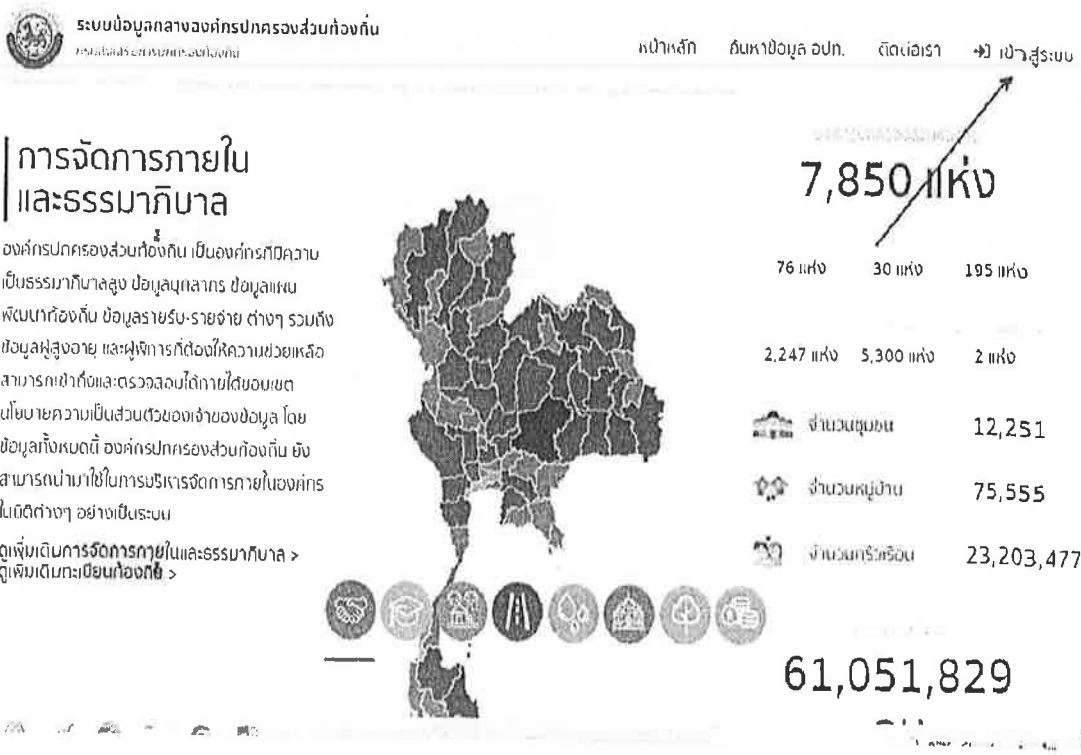 ระบบข้อมูลกลางองค์กรปกครองส่วนท้องถิ่น
กรมส่งเสริมการปกครองท้องถิ่น
หน้าหลัก ค้นหาข้อมูล อปท. ติดต่อเรา เข้าสู่ระบบ
การจัดการภายใน
และธรรมาภิบาล
องค์กรปกครองส่วนท้องถิ่น เป็นองค์กรที่มีความ
เป็นธรรมาภิบาลสูง ข้อมูลบุคลากร ข้อมูลแผน
พัฒนาท้องถิ่น ข้อมูลรายรับ-รายจ่าย ต่างๆ รวมถึง
ข้อมูลผู้สูงอายุ และผู้พิการที่ต้องให้ความช่วยเหลือ
สามารถเข้าถึงและตรวจสอบได้ภายใต้ขอบเขต
นโยบายความเป็นส่วนตัวของเจ้าของข้อมูล โดย
ข้อมูลทั้งหมดนี้ องค์กรปกครองส่วนท้องถิ่น ยัง
สามารถนำมาใช้ในการบริหารจัดการภายในองค์กร
ในมิติต่างๆ อย่างเป็นระบบ
ดูเพิ่มเติมการจัดการภายในและธรรมาภิบาล >
ดูเพิ่มเติมทะเบียนท้องถิ่น >
7,850 แห่ง
76 แห่ง 30 แห่ง 195 แห่ง
2,247 แห่ง 5,300 แห่ง 2 แห่ง
จำนวนชุมชน 12,251
จำนวนหมู่บ้าน 75,555
จำนวนครัวเรือน 23,203,477
61,051,829